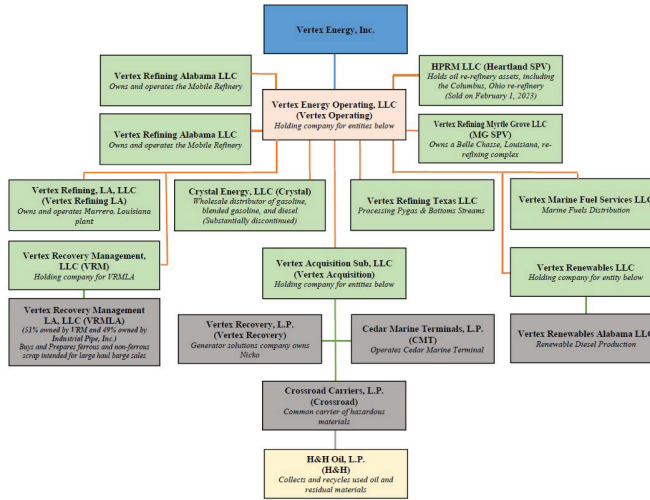 Vertex Energy, Inc.
Vertex Refining Alabama LLC
Owns and operates the Mobile Refinery
HPRM LLC (Heartland SPV)
Holds oil re-refinery assets, including
the Columbus, Ohio re-refinery
(Sold on February 1, 2023)
Vertex Energy Operating, LLC
(Vertex Operating)
Holding company for entities below
Vertex Refining Alabama LLC
Owns and operates the Mobile Refinery
Vertex Refining Myrtle Grove LLC
(MG SPV)
Owns a Belle Chasse, Louisiana, re-
refining complex
Vertex Refining, LA, LLC
(Vertex Refining LA)
Owns and operates Marrero, Louisiana
plant
Crystal Energy, LLC (Crystal)
Wholesale distributor of gasoline,
blended gasoline, and diesel
(Substantially discontinued)
Vertex Refining Texas LLC
Processing Pygas & Bottoms Streams
Vertex Marine Fuel Services LLC
Marine Fuels Distribution
Vertex Recovery Management,
LLC (VRM)
Holding company for VRMLA
Vertex Acquisition Sub, LLC
(Vertex Acquisition)
Holding company for entities below
Vertex Renewables LLC
Holding company for entity below
Vertex Recovery Management
LA, LLC (VRMLA)
(51% owned by VRM and 49% owned by
Industrial Pipe, Inc.)
Buys and Prepares ferrous and non-ferrous
scrap intended for large haul barge sales
Vertex Recovery, L.P.
(Vertex Recovery)
Generator solutions company owns
Nicko
Cedar Marine Terminals, L.P.
(CMT)
Operates Cedar Marine Terminal
Vertex Renewables Alabama LLC
Renewable Diesel Production
Crossroad Carriers, L.P.
(Crossroad)
Common carrier of hazardous
materials
H&H Oil, L.P.
(H&H)
Collects and recycles used oil and
residual materials